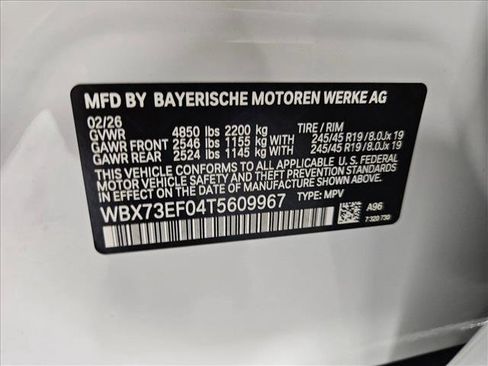 MFD BY BAYERISCHE MOTOREN WERKE AG
02/26
GVWR 4850 lbs 2200 kg TIRE / RIM
GAWR FRONT 2546 lbs 1155 kg WITH 245/45 R19 / 8.0Jx 19
GAWR REAR 2524 lbs 1145 kg WITH 245/45 R19 / 8.0Jx 19
THIS VEHICLE CONFORMS TO ALL APPLICABLE U. S. FEDERAL
MOTOR VEHICLE SAFETY AND THEFT PREVENTION STANDARDS
IN EFFECT ON THE DATE OF MANUFACTURE SHOWN ABOVE.
WBX73EF04T5609967 TYPE: MPV
A96
7 320 730